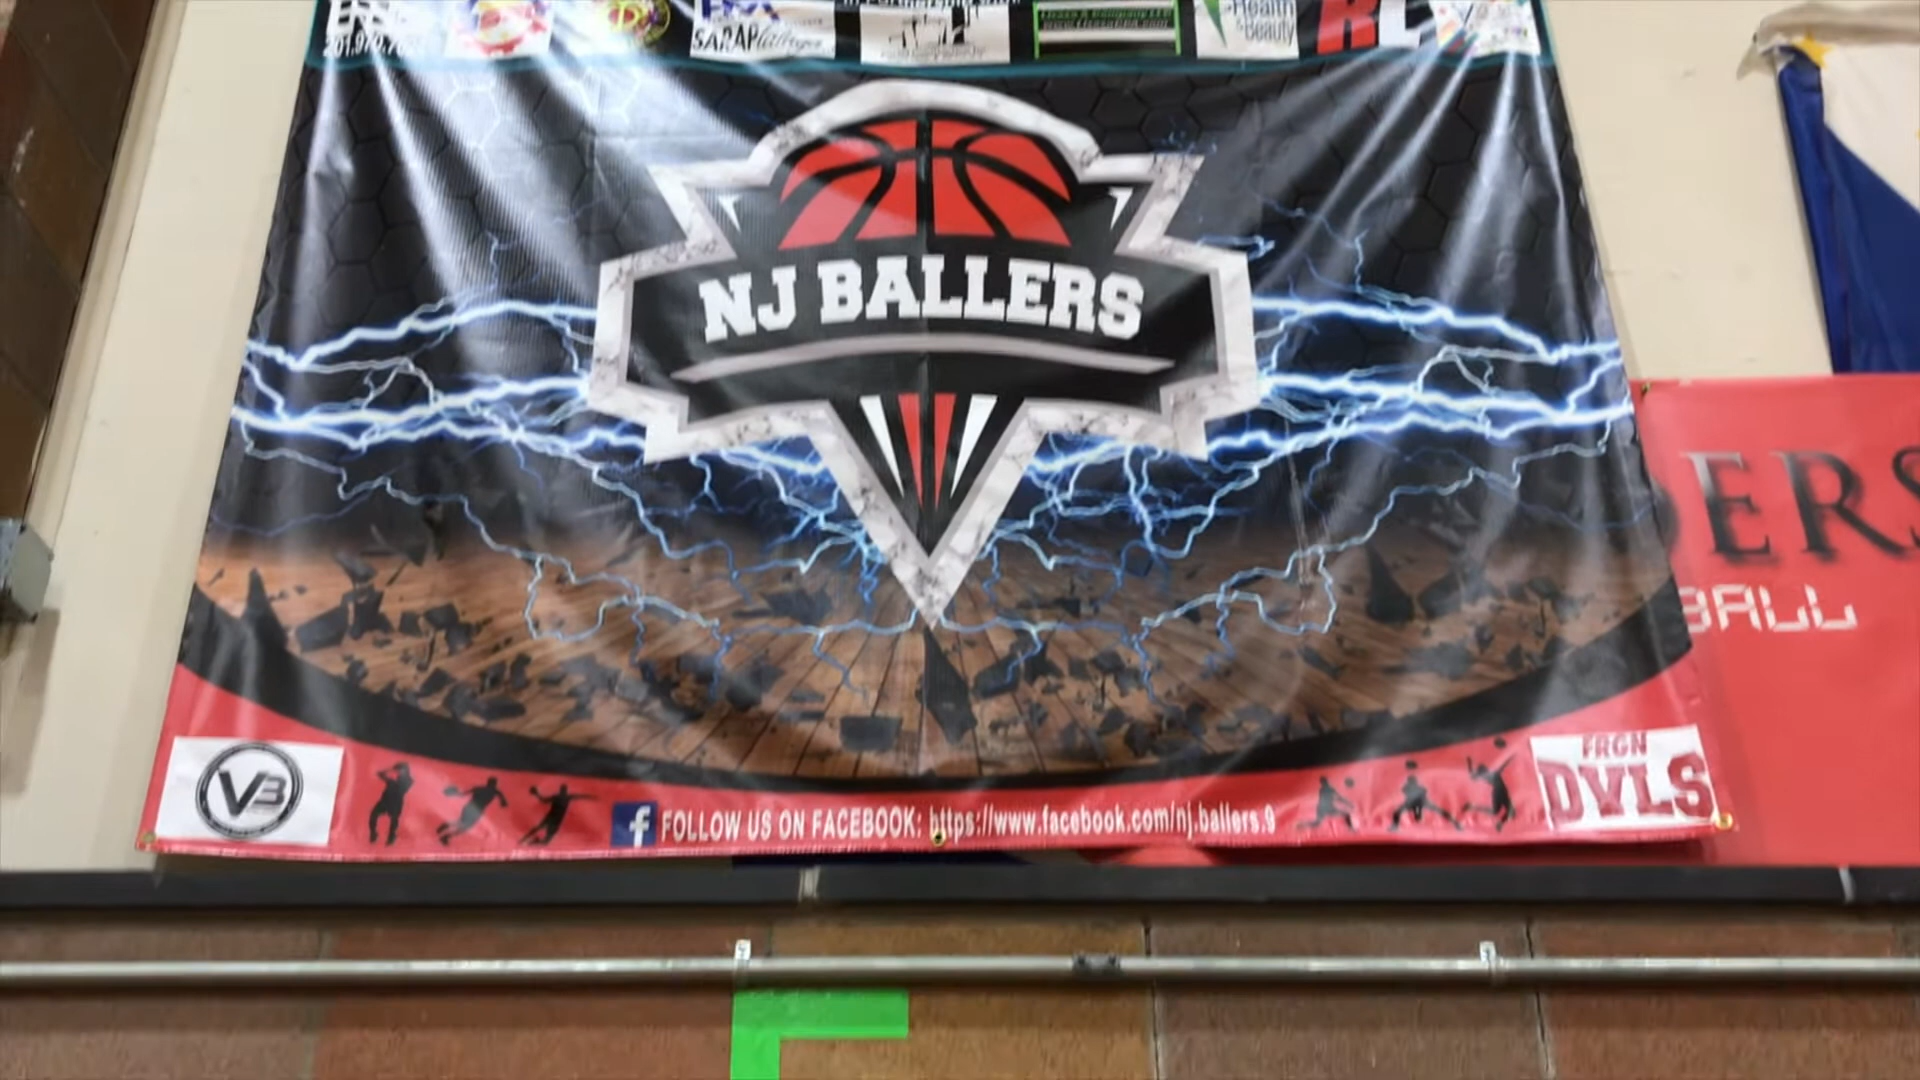 SARAP
Health
& beauty
NJ BALLERS
ERS
BALL
V3
FOLLOW US ON FACEBOOK: https://www.facebook.com/nj.ballers.9
FRGN
DVLS